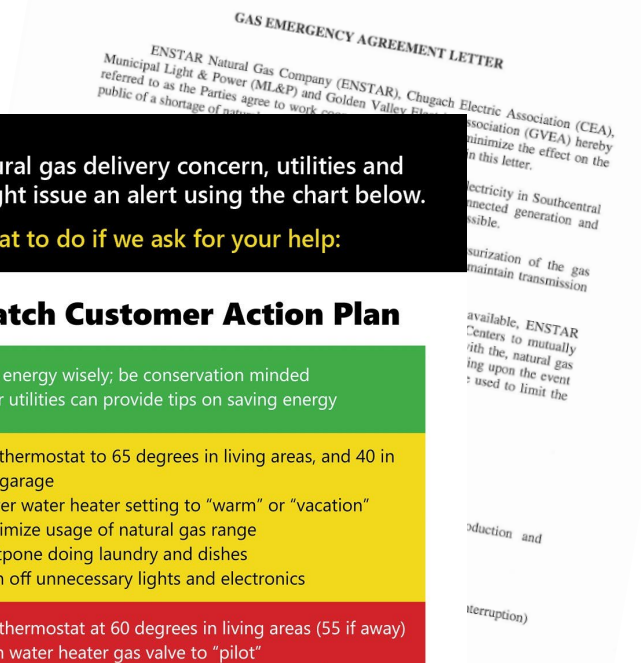 GAS EMERGENCY AGREEMENT LETTER
ENSTAR Natural Gas Company (ENSTAR), Chugach Electric Association (CEA),
Municipal Light & Power (ML&P) and Golden Valley Association (GVEA) hereby
referred to as the Parties agree to work minimize the effect on the
public of a shortage of in this letter.
lectricity in Southcentral
nnected generation and
ssible.
surization of the gas
maintain transmission
available, ENSTAR
Centers to mutually
with the, natural gas
ing upon the event
used to limit the
oduction and
nterruption)
ural gas delivery concern, utilities and
ght issue an alert using the chart below.
at to do if we ask for your help:
atch Customer Action Plan
energy wisely; be conservation minded
r utilities can provide tips on saving energy
thermostat to 65 degrees in living areas, and 40 in
garage
er water heater setting to “warm” or “vacation”
imize usage of natural gas range
tpone doing laundry and dishes
n off unnecessary lights and electronics
thermostat at 60 degrees in living areas (55 if away)
n water heater gas valve to “pilot”